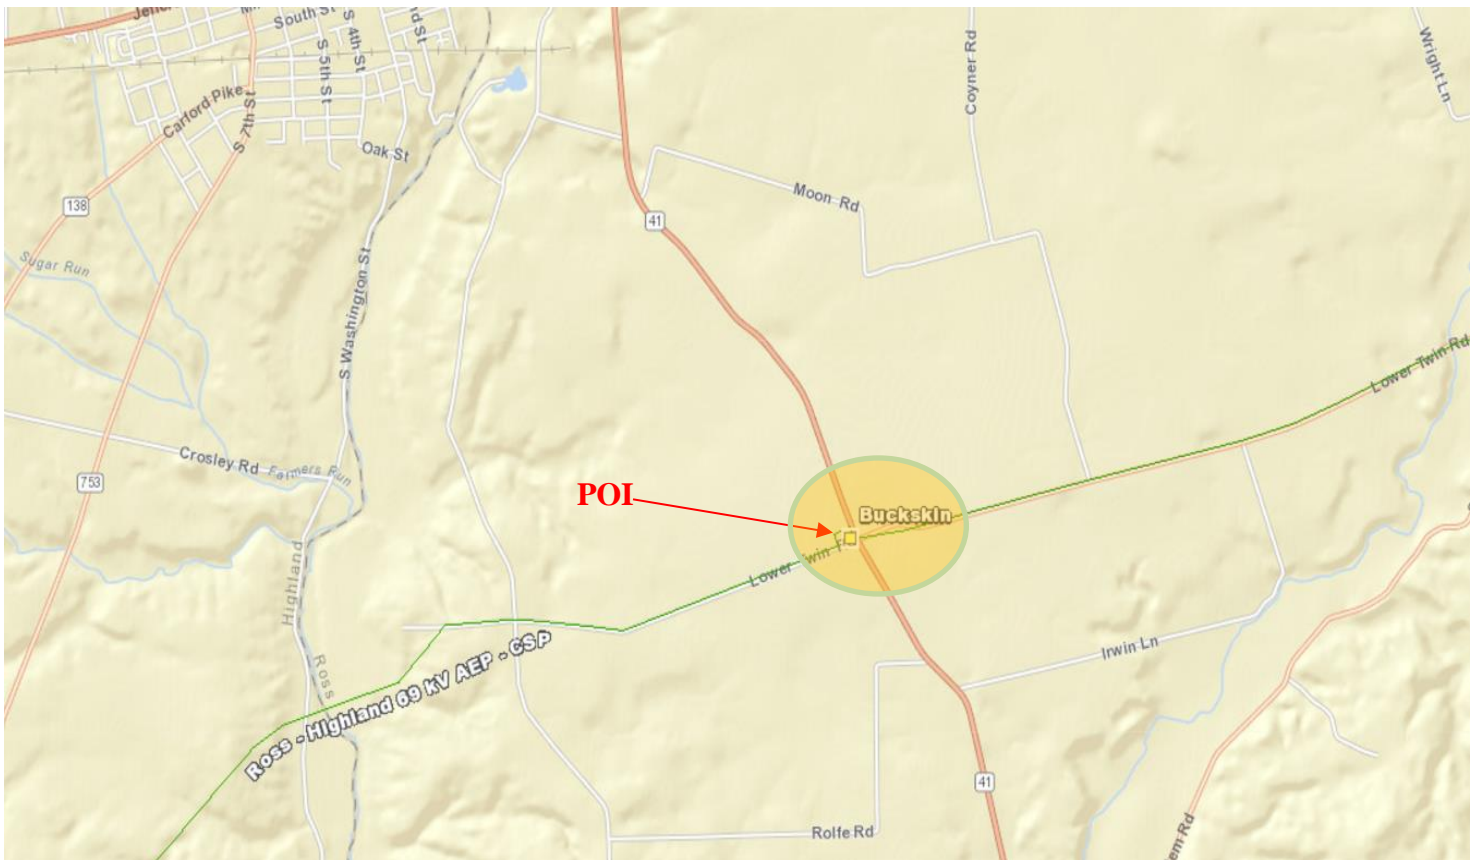 South St
S 4th St
S 5th St
Carford Pike
S 7th St
Oak St
138
Sugar Run
S Washington St
41
Moon Rd
Coyner Rd
Wright Ln
Lower Twin Rd
Crosley Rd
Farmers Run
753
POI
Buckskin
Lower Twin
Highland
Ross
Ross - Highland 69 kV AEP - CSP
Irwin Ln
41
Rolfe Rd